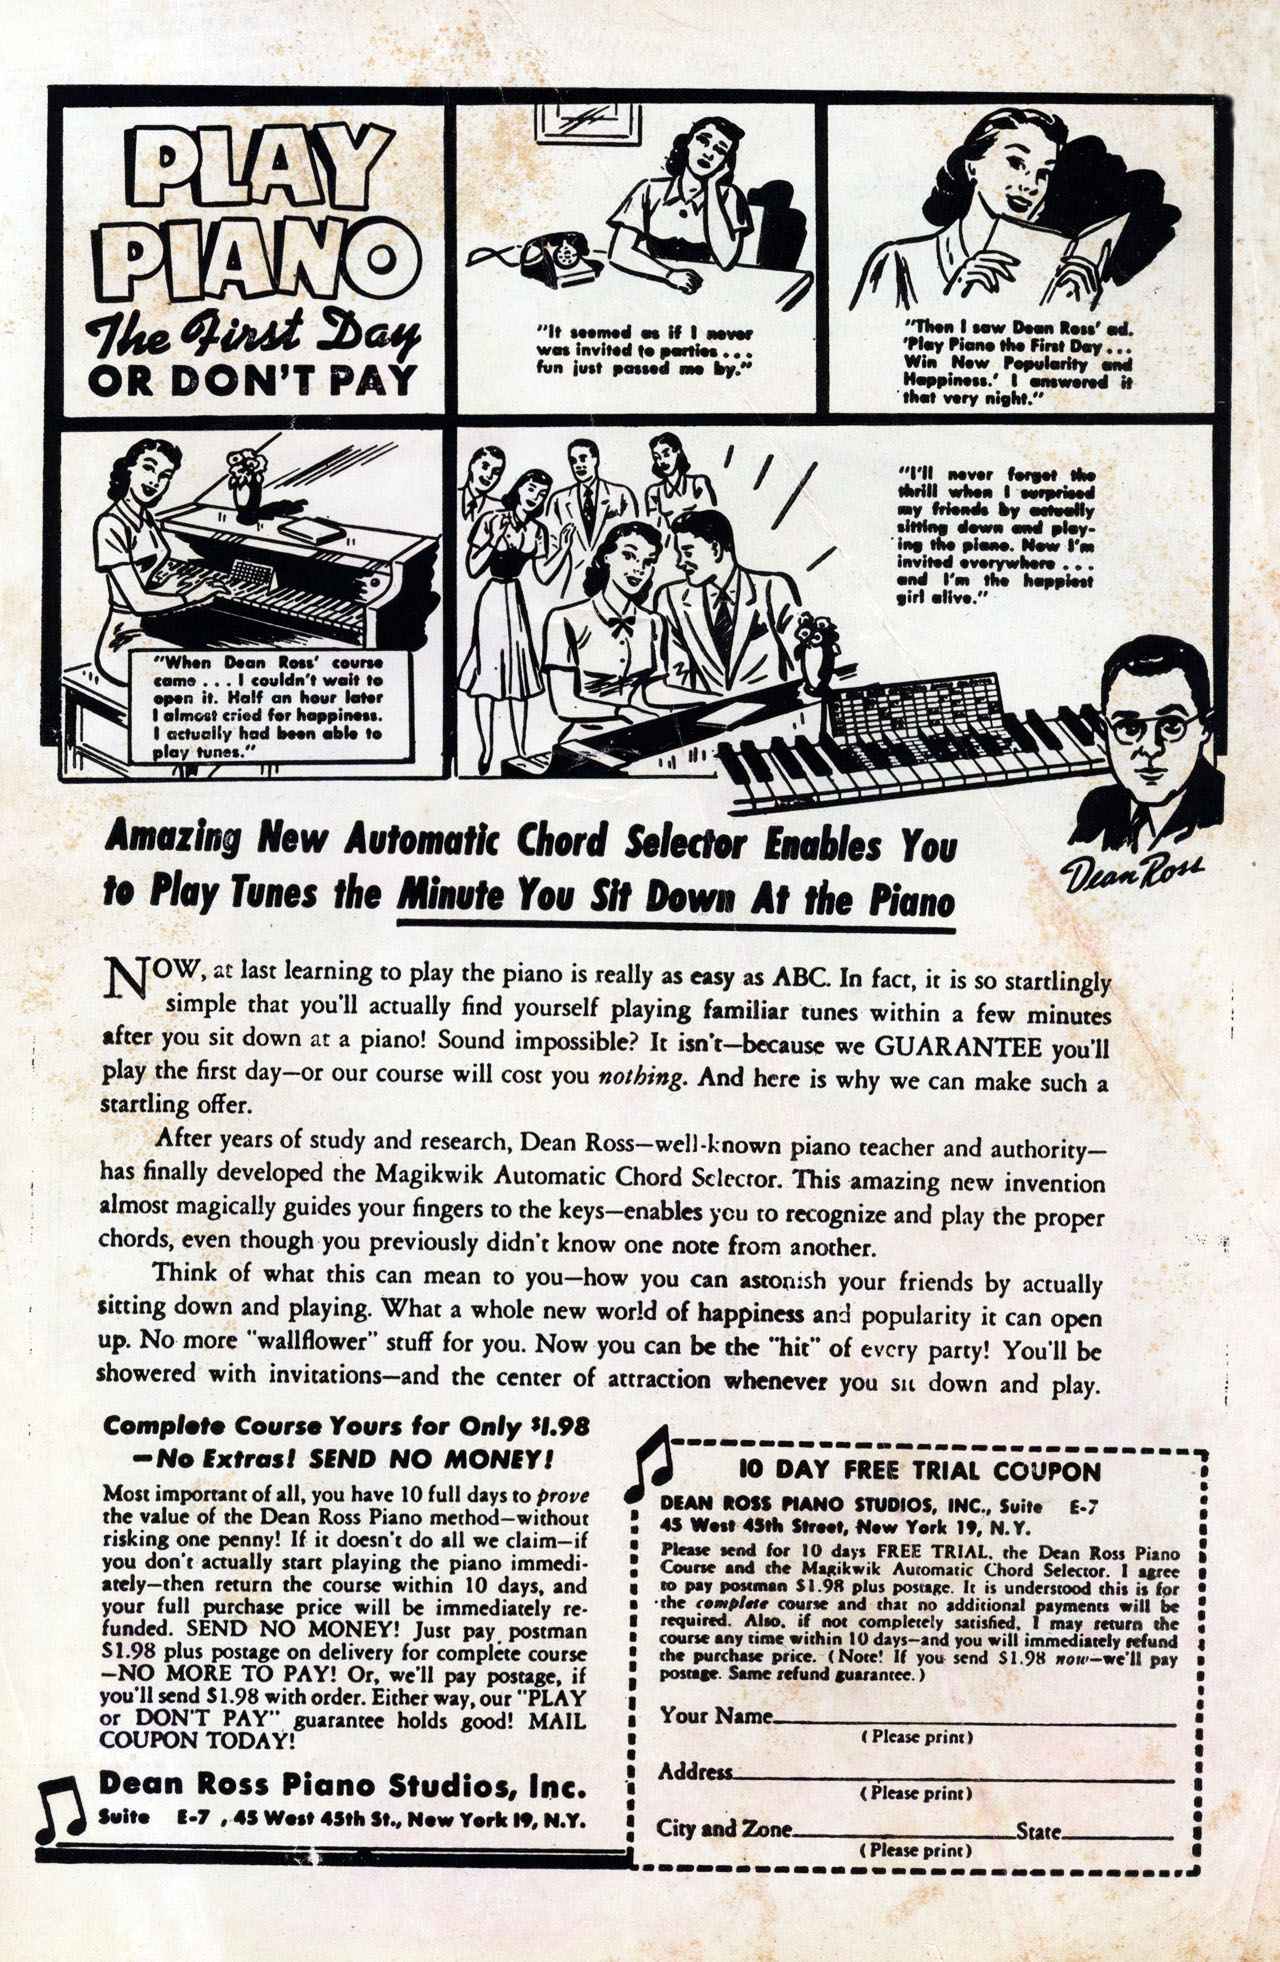 PLAY
PIANO
The First Day
OR DON'T PAY
"It seemed as if I never
was invited to parties . . .
fun just passed me by."
"Then I saw Dean Ross' ad.
'Play Piano the First Day . . .
Win New Popularity and
Happiness.' I answered it
that very night."
"When Dean Ross' course
came . . . I couldn't wait to
open it. Half an hour later
I almost cried for happiness.
I actually had been able to
play tunes."
"I'll never forget the
thrill when I surprised
my friends by actually
sitting down and play-
ing the piano. Now I'm
invited everywhere . . .
and I'm the happiest
girl alive."
Dean Ross
Amazing New Automatic Chord Selector Enables You
to Play Tunes the Minute You Sit Down At the Piano
NOW, at last learning to play the piano is really as easy as ABC. In fact, it is so startlingly
simple that you'll actually find yourself playing familiar tunes within a few minutes
after you sit down at a piano! Sound impossible? It isn't—because we GUARANTEE you'll
play the first day—or our course will cost you nothing. And here is why we can make such a
startling offer.
After years of study and research, Dean Ross—well-known piano teacher and authority—
has finally developed the Magikwik Automatic Chord Selector. This amazing new invention
almost magically guides your fingers to the keys—enables you to recognize and play the proper
chords, even though you previously didn't know one note from another.
Think of what this can mean to you—how you can astonish your friends by actually
sitting down and playing. What a whole new world of happiness and popularity it can open
up. No more "wallflower" stuff for you. Now you can be the "hit" of every party! You'll be
showered with invitations—and the center of attraction whenever you sit down and play.
Complete Course Yours for Only $1.98
—No Extras! SEND NO MONEY!
Most important of all, you have 10 full days to prove
the value of the Dean Ross Piano method—without
risking one penny! If it doesn't do all we claim—if
you don't actually start playing the piano immedi-
ately—then return the course within 10 days, and
your full purchase price will be immediately re-
funded. SEND NO MONEY! Just pay postman
$1.98 plus postage on delivery for complete course
—NO MORE TO PAY! Or, we'll pay postage, if
you'll send $1.98 with order. Either way, our "PLAY
or DON'T PAY" guarantee holds good! MAIL
COUPON TODAY!
Dean Ross Piano Studios, Inc.
Suite E-7 , 45 West 45th St., New York 19, N.Y.
10 DAY FREE TRIAL COUPON
DEAN ROSS PIANO STUDIOS, INC., Suite E-7
45 West 45th Street, New York 19, N.Y.
Please send for 10 days FREE TRIAL, the Dean Ross Piano
Course and the Magikwik Automatic Chord Selector. I agree
to pay postman $1.98 plus postage. It is understood this is for
the complete course and that no additional payments will be
required. Also, if not completely satisfied, I may return the
course any time within 10 days—and you will immediately refund
the purchase price. (Note! If you send $1.98 now—we'll pay
postage. Same refund guarantee.)
Your Name
(Please print)
Address
(Please print)
City and Zone State
(Please print)